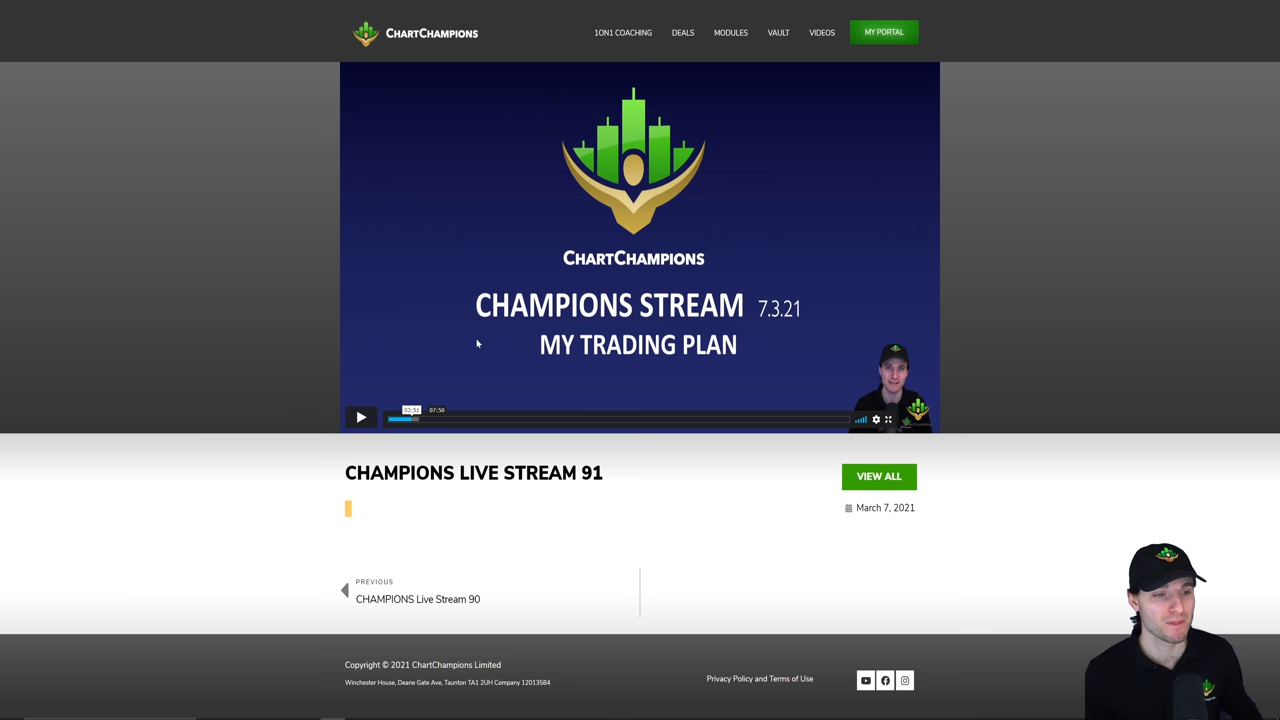 CHARTCHAMPIONS
1ON1 COACHING
DEALS
MODULES
VAULT
VIDEOS
MY PORTAL
CHARTCHAMPIONS
CHAMPIONS STREAM 7.3.21
MY TRADING PLAN
03:51
07:50
CHAMPIONS LIVE STREAM 91
VIEW ALL
March 7, 2021
PREVIOUS
CHAMPIONS Live Stream 90
Copyright © 2021 ChartChampions Limited
Winchester House, Deane Gate Ave, Taunton TA1 2UH Company 12013584
Privacy Policy and Terms of Use